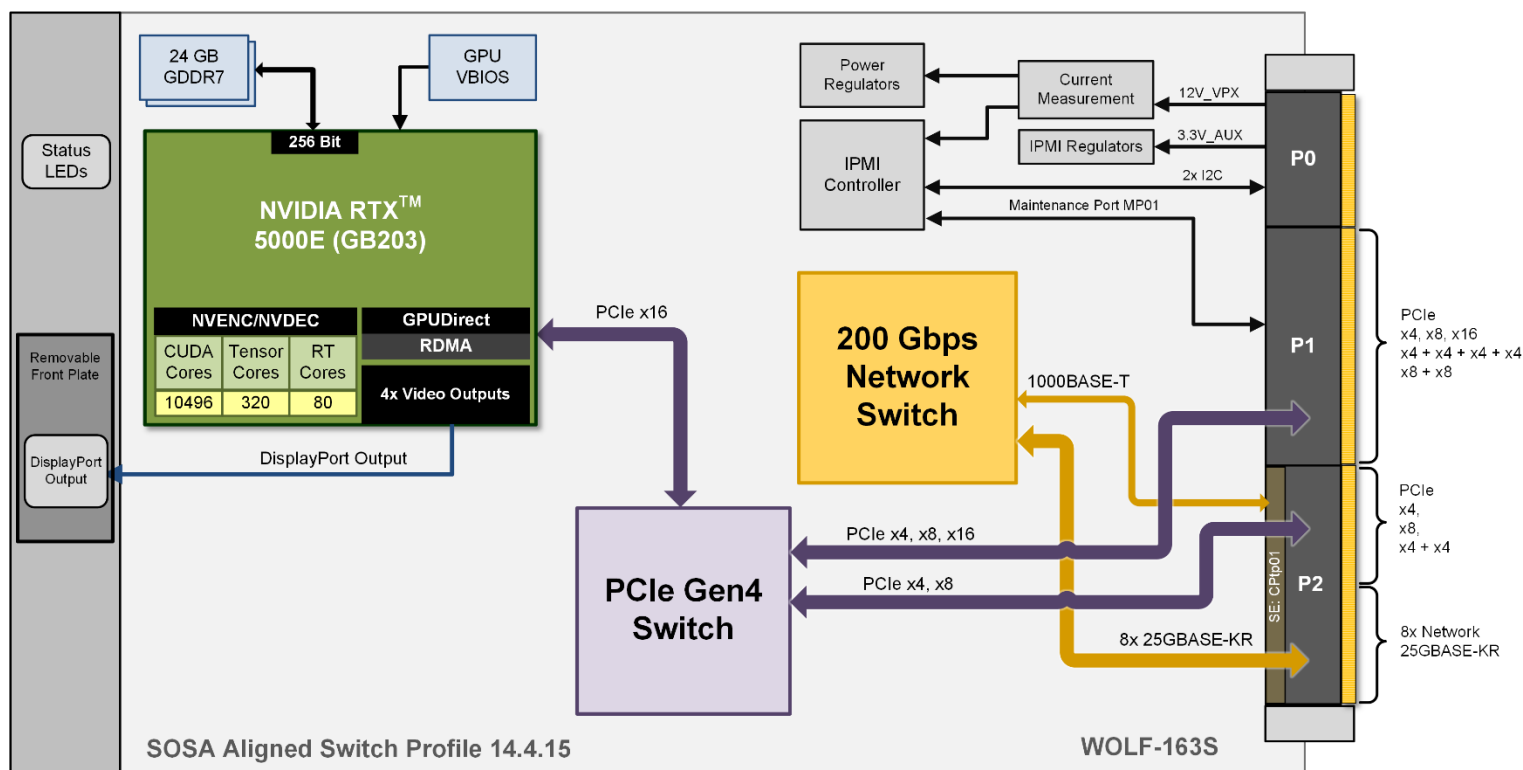 24 GB
GDDR7
GPU
VBIOS
Power
Regulators
Current
Measurement
12V_VPX
IPMI Regulators
3.3V_AUX
IPMI
Controller
2x I2C
Maintenance Port MP01
P0
Status
LEDs
256 Bit
NVIDIA RTX™
5000E (GB203)
NVENC/NVDEC
CUDA
Cores
10496
Tensor
Cores
320
RT
Cores
80
GPUDirect
RDMA
4x Video Outputs
PCIe x16
Removable
Front Plate
DisplayPort
Output
DisplayPort Output
200 Gbps
Network
Switch
1000BASE-T
P1
PCIe
x4, x8, x16
x4 + x4 + x4 + x4
x8 + x8
PCIe Gen4
Switch
PCIe x4, x8, x16
PCIe x4, x8
8x 25GBASE-KR
SE: CPtp01
P2
PCIe
x4,
x8,
x4 + x4
8x Network
25GBASE-KR
SOSA Aligned Switch Profile 14.4.15
WOLF-163S